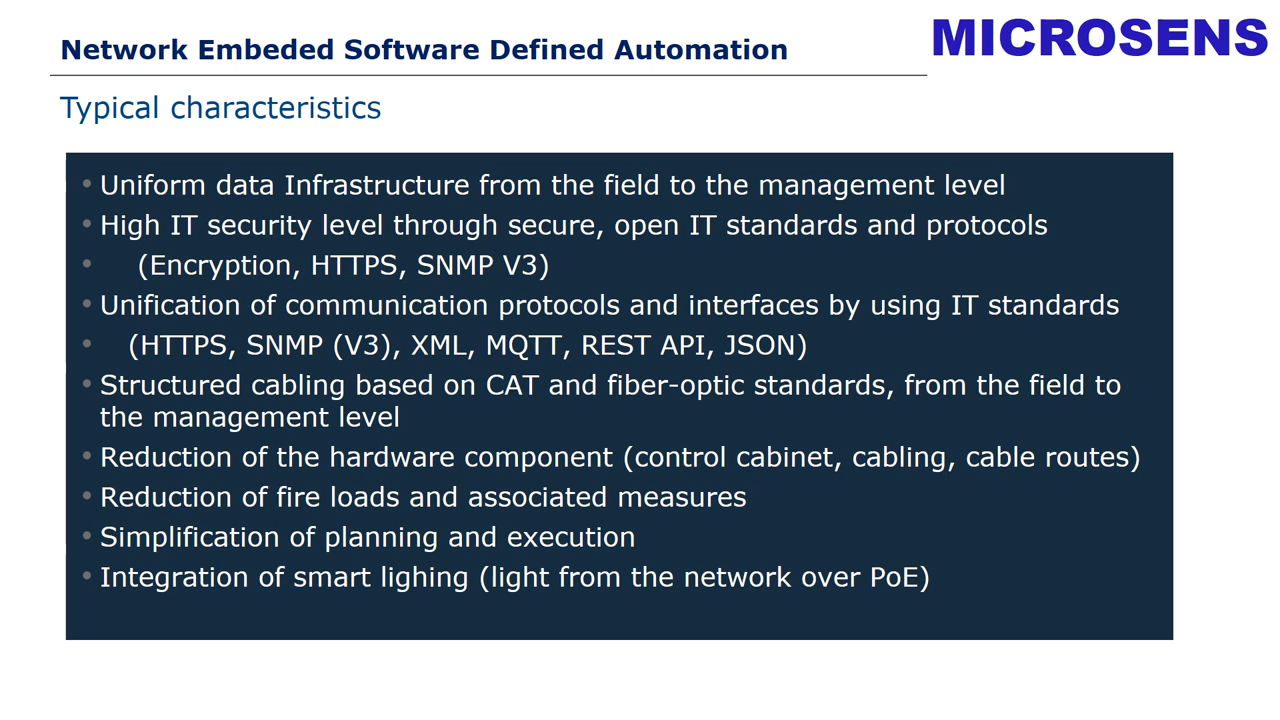 Network Embeded Software Defined Automation
MICROSENS
Typical characteristics
• Uniform data Infrastructure from the field to the management level
• High IT security level through secure, open IT standards and protocols
• (Encryption, HTTPS, SNMP V3)
• Unification of communication protocols and interfaces by using IT standards
• (HTTPS, SNMP (V3), XML, MQTT, REST API, JSON)
• Structured cabling based on CAT and fiber-optic standards, from the field to
the management level
• Reduction of the hardware component (control cabinet, cabling, cable routes)
• Reduction of fire loads and associated measures
• Simplification of planning and execution
• Integration of smart lighing (light from the network over PoE)